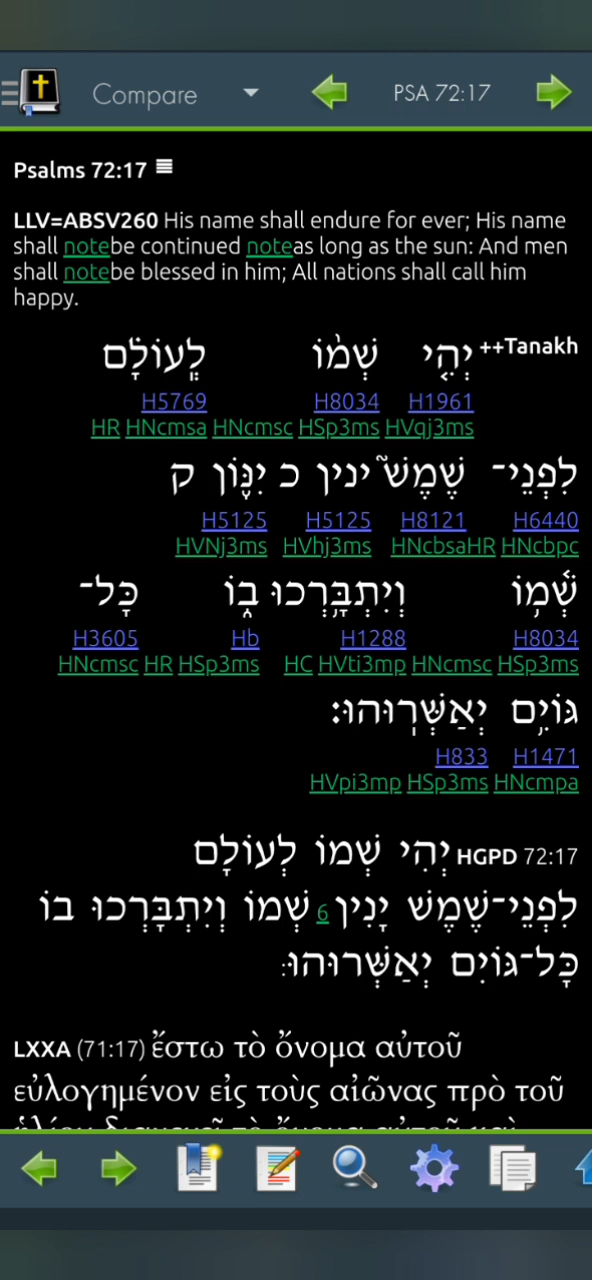 Compare
PSA 72:17
Psalms 72:17
LLV=ABSV260 His name shall endure for ever; His name
shall notebe continued noteas long as the sun: And men
shall notebe blessed in him; All nations shall call him
happy.
++Tanakh יְהִ֤י שְׁמ֨וֹ לְֽעוֹלָ֗ם
H5769 H8034 H1961
HR HNcmsa HNcmsc HSp3ms HVqj3ms
לִפְנֵי־ שֶׁמֶשׁ֮ ינין כ יִנּ֪וֹן ק
H5125 H5125 H8121 H6440
HVNj3ms HVhj3ms HNcbsaHR HNcbpc
שְׁ֫מ֥וֹ וְיִתְבָּ֥רְכוּ ב֑וֹ כָּל־
H3605 Hb H1288 H8034
HNcmsc HR HSp3ms HC HVti3mp HNcmsc HSp3ms
גּוֹיִ֥ם יְאַשְּׁרֽוּהוּ׃
H833 H1471
HVpi3mp HSp3ms HNcmpa
HGPD 72:17 יְהִי שְׁמוֹ לְעוֹלָם
לִפְנֵי־שֶׁמֶשׁ יָנִין 6 שְׁמוֹ וְיִתְבָּרְכוּ בוֹ
כָּל־גּוֹיִם יְאַשְּׁרוּהוּ׃
LXXA (71:17) ἔστω τὸ ὄνομα αὐτοῦ
εὐλογημένον εἰς τοὺς αἰῶνας πρὸ τοῦ